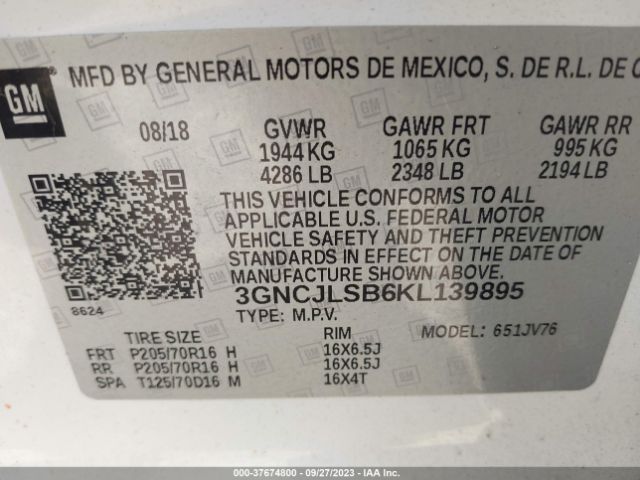 GM
®
MFD BY GENERAL MOTORS DE MEXICO, S. DE R.L. DE C
08/18 GVWR GAWR FRT GAWR RR
1944 KG 1065 KG 995 KG
4286 LB 2348 LB 2194 LB
THIS VEHICLE CONFORMS TO ALL
APPLICABLE U.S. FEDERAL MOTOR
VEHICLE SAFETY AND THEFT PREVENTION
STANDARDS IN EFFECT ON THE DATE OF
MANUFACTURE SHOWN ABOVE.
3GNCJLSB6KL139895
8624
TYPE: M.P.V. MODEL: 651JV76
TIRE SIZE RIM
FRT P205/70R16 H 16X6.5J
RR P205/70R16 H 16X6.5J
SPA T125/70D16 M 16X4T
000-37674800 - 09/27/2023 - IAA Inc.